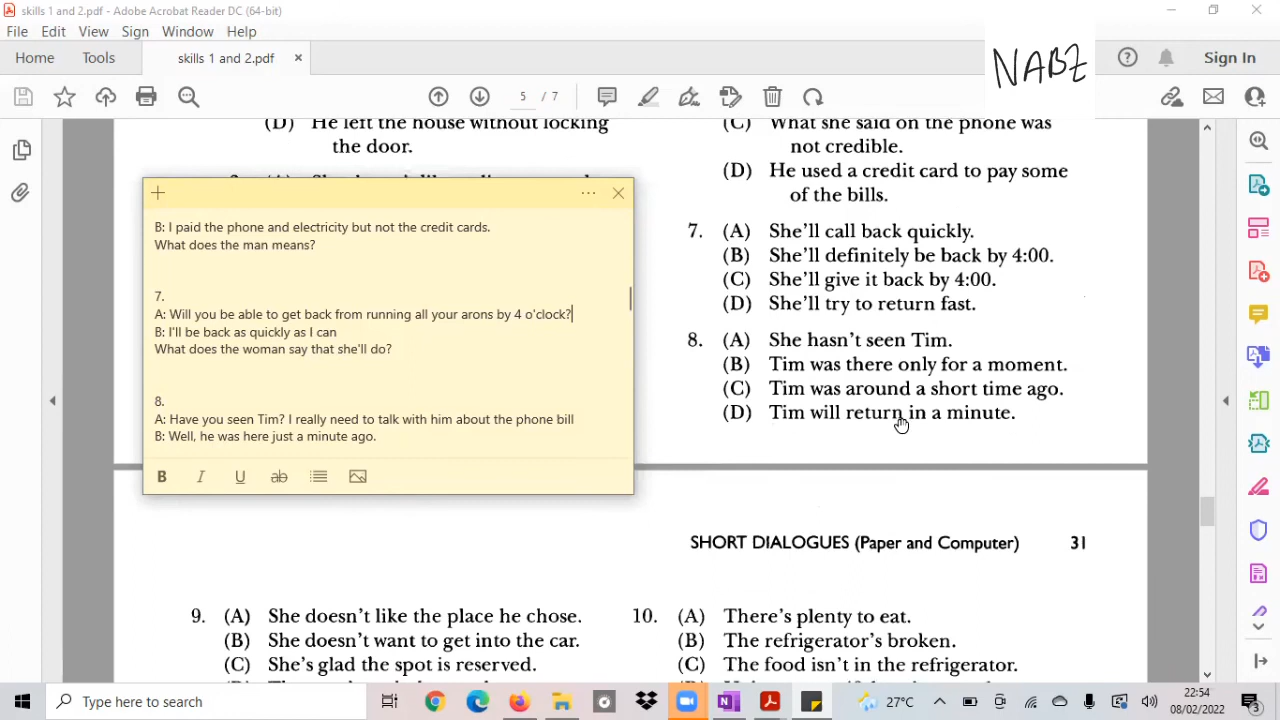 skills 1 and 2.pdf - Adobe Acrobat Reader DC (64-bit)
File Edit View Sign Window Help
Home Tools skills 1 and 2.pdf × Sign In
NABZ
5 / 7
(D) He left the house without locking
the door.
(C) What she said on the phone was
not credible.
(D) He used a credit card to pay some
of the bills.
B: I paid the phone and electricity but not the credit cards.
What does the man means?
7.
A: Will you be able to get back from running all your arons by 4 o'clock?
B: I'll be back as quickly as I can
What does the woman say that she'll do?
8.
A: Have you seen Tim? I really need to talk with him about the phone bill
B: Well, he was here just a minute ago.
B I U ab
7. (A) She'll call back quickly.
(B) She'll definitely be back by 4:00.
(C) She'll give it back by 4:00.
(D) She'll try to return fast.
8. (A) She hasn't seen Tim.
(B) Tim was there only for a moment.
(C) Tim was around a short time ago.
(D) Tim will return in a minute.
SHORT DIALOGUES (Paper and Computer) 31
9. (A) She doesn't like the place he chose.
(B) She doesn't want to get into the car.
(C) She's glad the spot is reserved.
10. (A) There's plenty to eat.
(B) The refrigerator's broken.
(C) The food isn't in the refrigerator.
Type here to search
27°C
22:54
08/02/2022
3